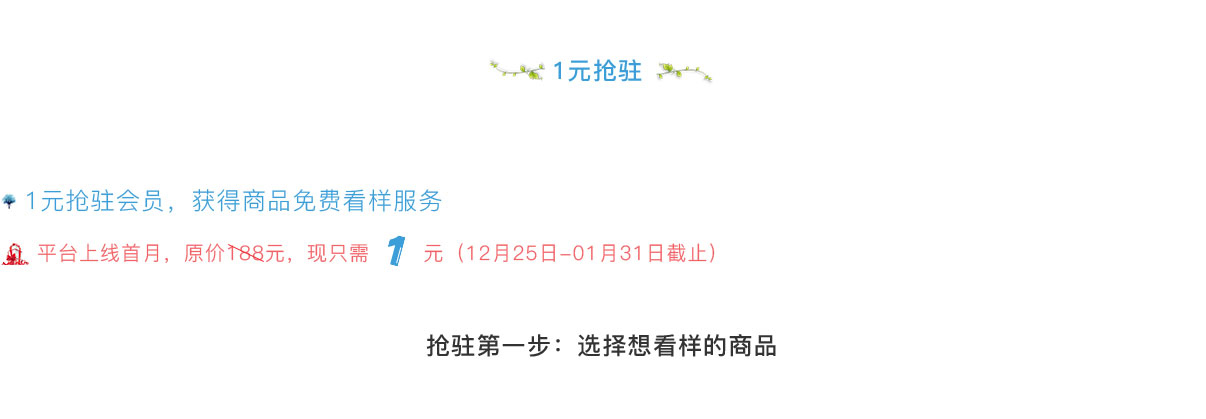 1元抢驻
1元抢驻会员，获得商品免费看样服务
平台上线首月，原价188元，现只需 1 元（12月25日-01月31日截止）
抢驻第一步：选择想看样的商品